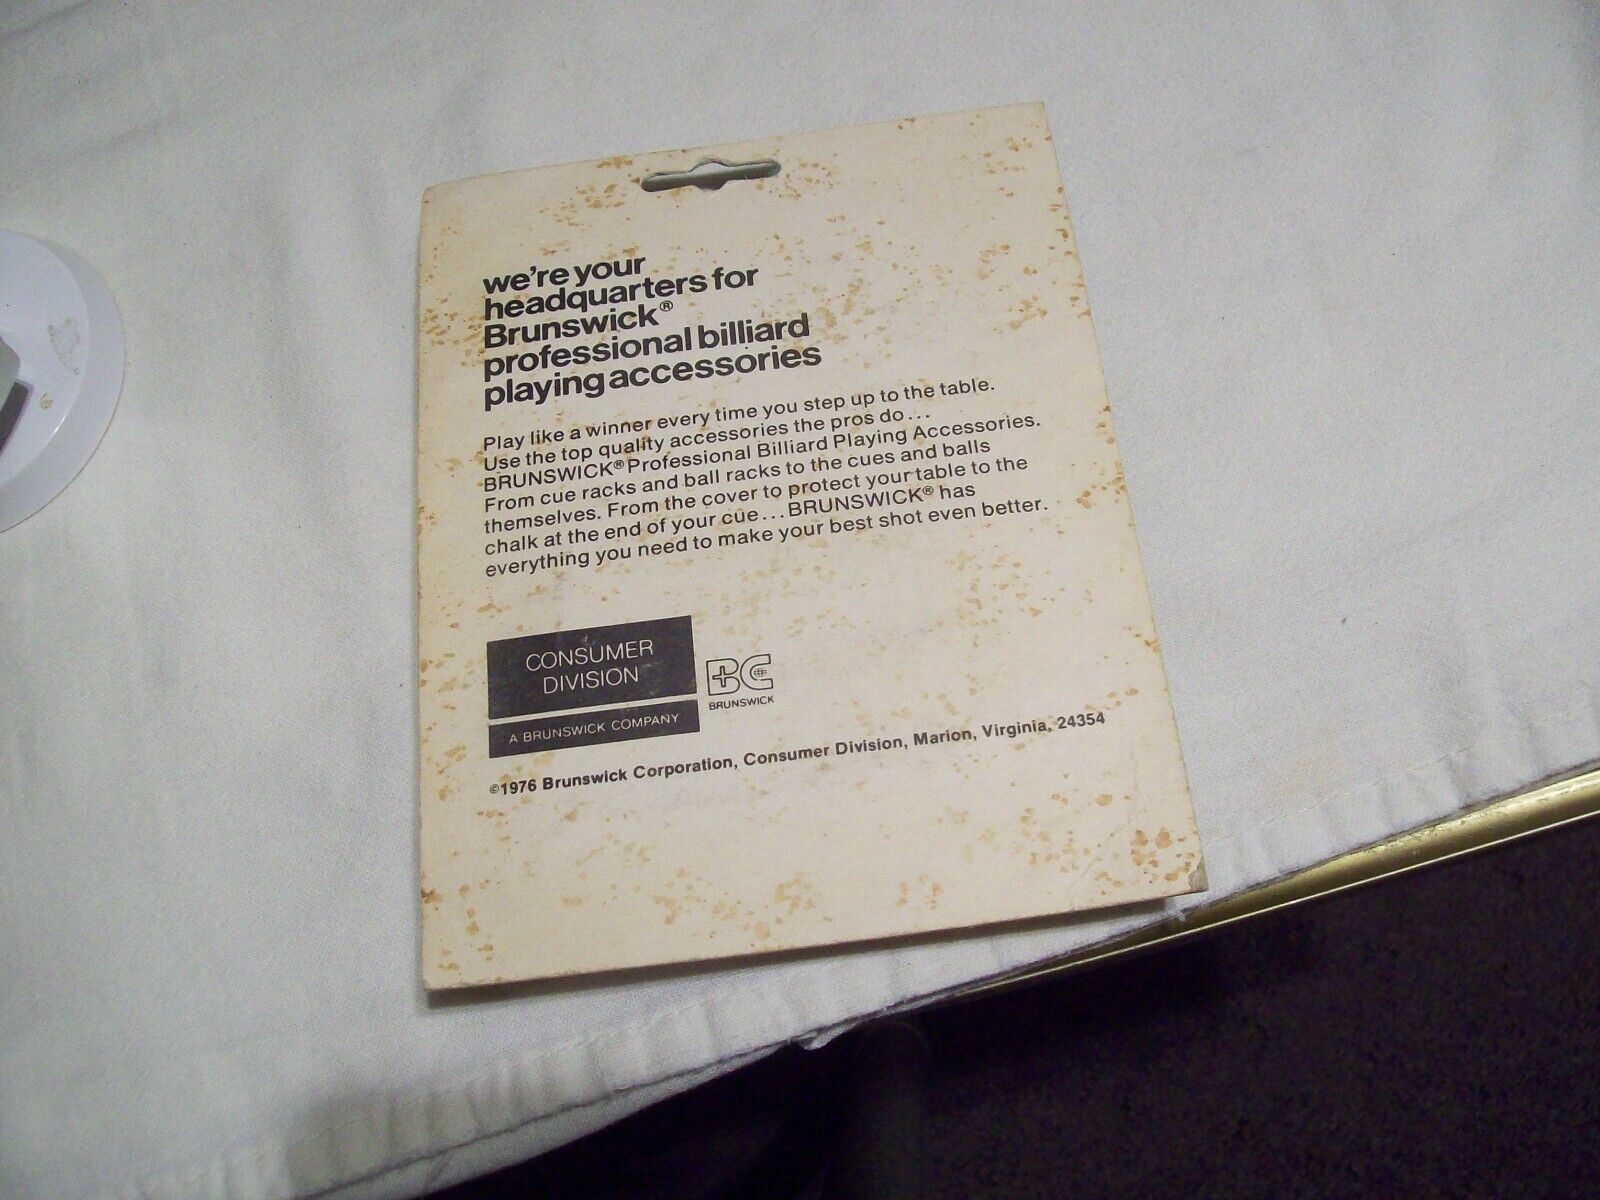 we're your
headquarters for
Brunswick®
professional billiard
playing accessories
Play like a winner every time you step up to the table.
Use the top quality accessories the pros do...
BRUNSWICK® Professional Billiard Playing Accessories.
From cue racks and ball racks to the cues and balls
themselves. From the cover to protect your table to the
chalk at the end of your cue...BRUNSWICK® has
everything you need to make your best shot even better.
CONSUMER
DIVISION
A BRUNSWICK COMPANY
BC
BRUNSWICK
©1976 Brunswick Corporation, Consumer Division, Marion, Virginia, 24354